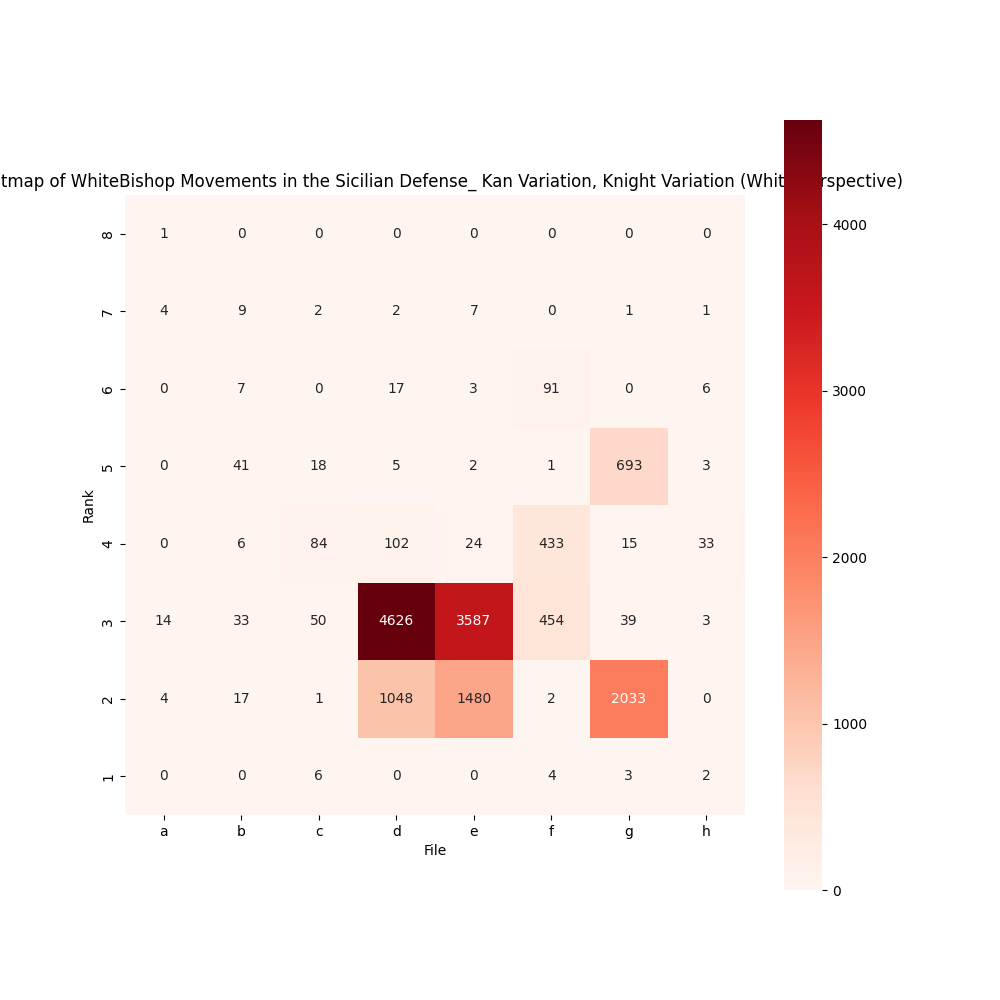 tmap of WhiteBishop Movements in the Sicilian Defense_ Kan Variation, Knight Variation (Whit rspective)
8 1 0 0 0 0 0 0 0
7 4 9 2 2 7 0 1 1
6 0 7 0 17 3 91 0 6
5 0 41 18 5 2 1 693 3
4 0 6 84 102 24 433 15 33
3 14 33 50 4626 3587 454 39 3
2 4 17 1 1048 1480 2 2033 0
1 0 0 6 0 0 4 3 2
a b c d e f g h
File
Rank
4000
3000
2000
1000
0